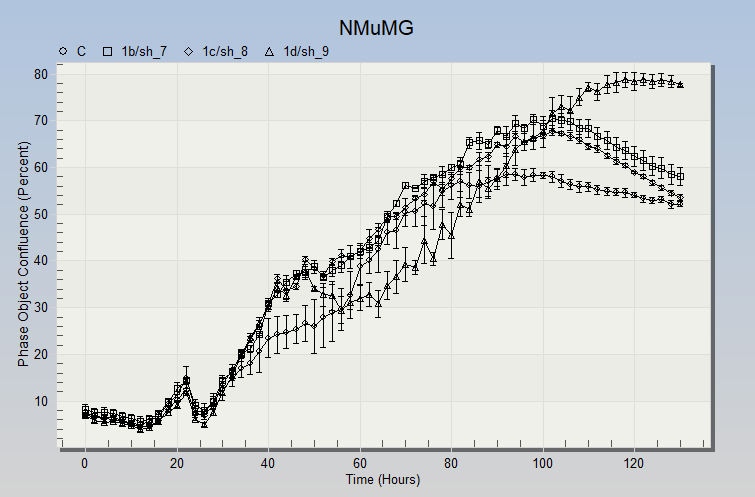 NMuMG
C 1b/sh_7 1c/sh_8 1d/sh_9
Phase Object Confluence (Percent)
80
70
60
50
40
30
20
10
0 20 40 60 80 100 120
Time (Hours)